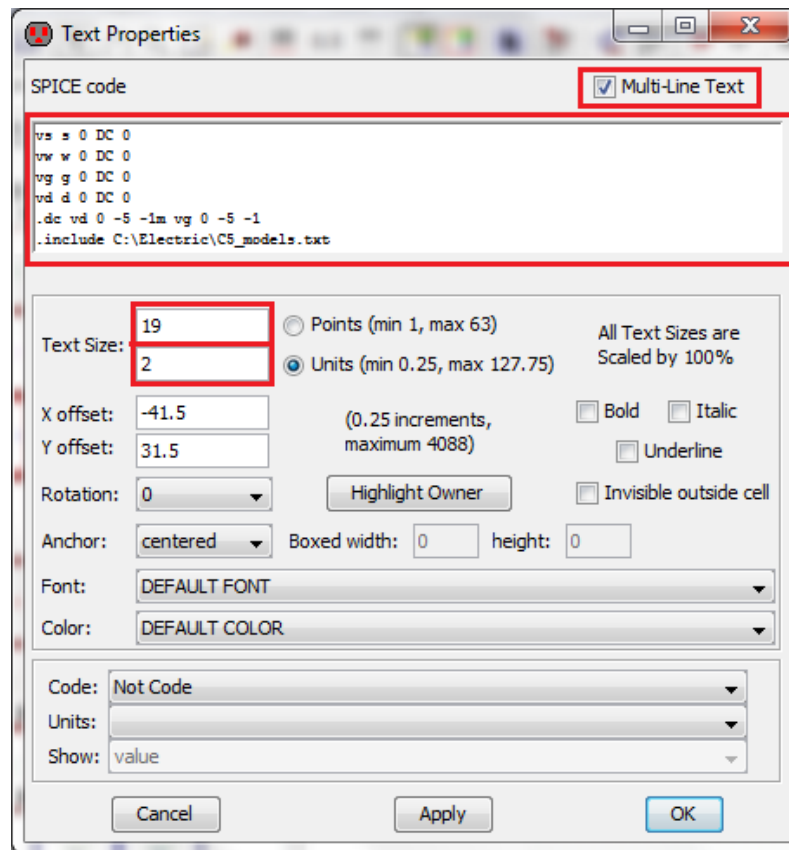 Text Properties
SPICE code
Multi-Line Text
vs s 0 DC 0
vw w 0 DC 0
vg g 0 DC 0
vd d 0 DC 0
.dc vd 0 -5 -1m vg 0 -5 -1
.include C:\Electric\C5_models.txt
Text Size:
19
Points (min 1, max 63)
2
Units (min 0.25, max 127.75)
All Text Sizes are
Scaled by 100%
X offset:
-41.5
Y offset:
31.5
(0.25 increments,
maximum 4088)
Bold
Italic
Underline
Rotation:
0
Highlight Owner
Invisible outside cell
Anchor:
centered
Boxed width:
0
height:
0
Font:
DEFAULT FONT
Color:
DEFAULT COLOR
Code:
Not Code
Units:
Show:
value
Cancel
Apply
OK